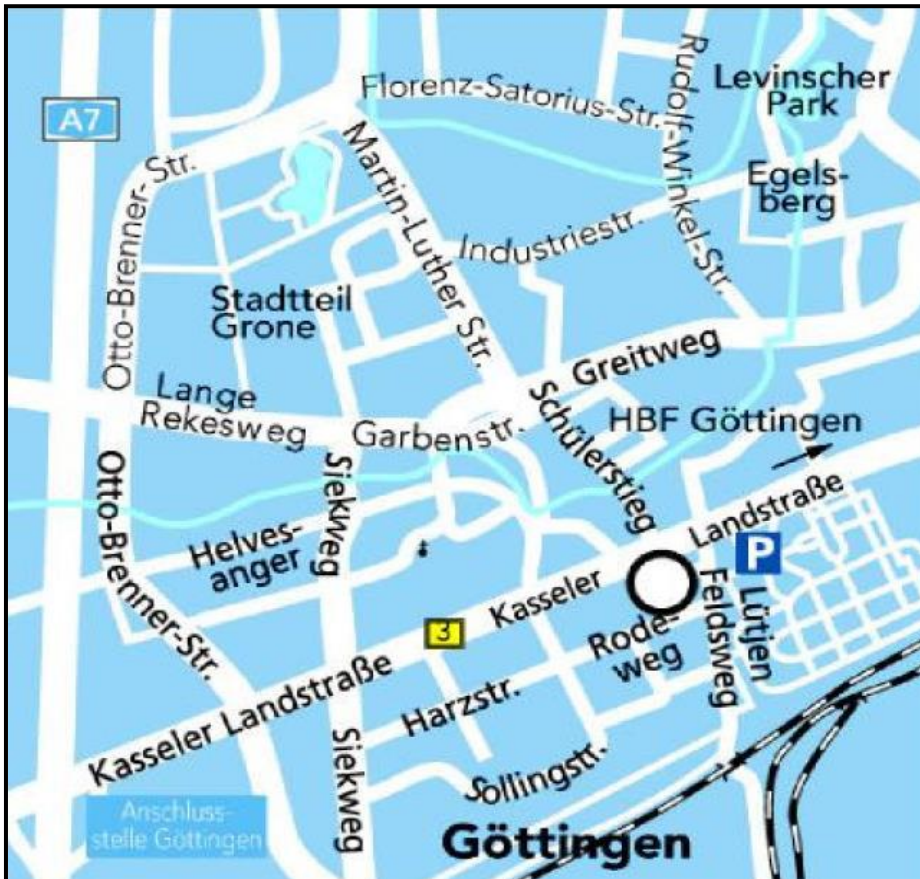 Florenz-Satorius-Str.
Rudolf-Winkel-Str.
Levinscher
Park
A7
Martin-Luther Str.
Otto-Brenner-Str.
Egels-
berg
Industriestr.
Stadtteil
Grone
Greitweg
Lange
Rekesweg
Garbenstr.
Schülerstieg
HBF Göttingen
Otto-Brenner-Str.
Siekweg
Landstraße
Helves-
anger
P
Kasseler
3
Feldsweg
Lütjen
Rode-
weg
Kasseler Landstraße
Harzstr.
Siekweg
Sollingstr.
Anschluss-
stelle Göttingen
Göttingen